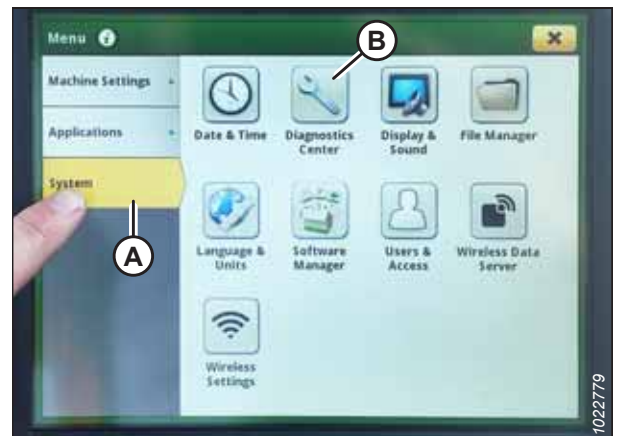 Menu
B
Machine Settings
Applications
System
A
Date & Time
Diagnostics
Center
Display &
Sound
File Manager
Language &
Units
Software
Manager
Users &
Access
Wireless Data
Server
Wireless
Settings
1022779